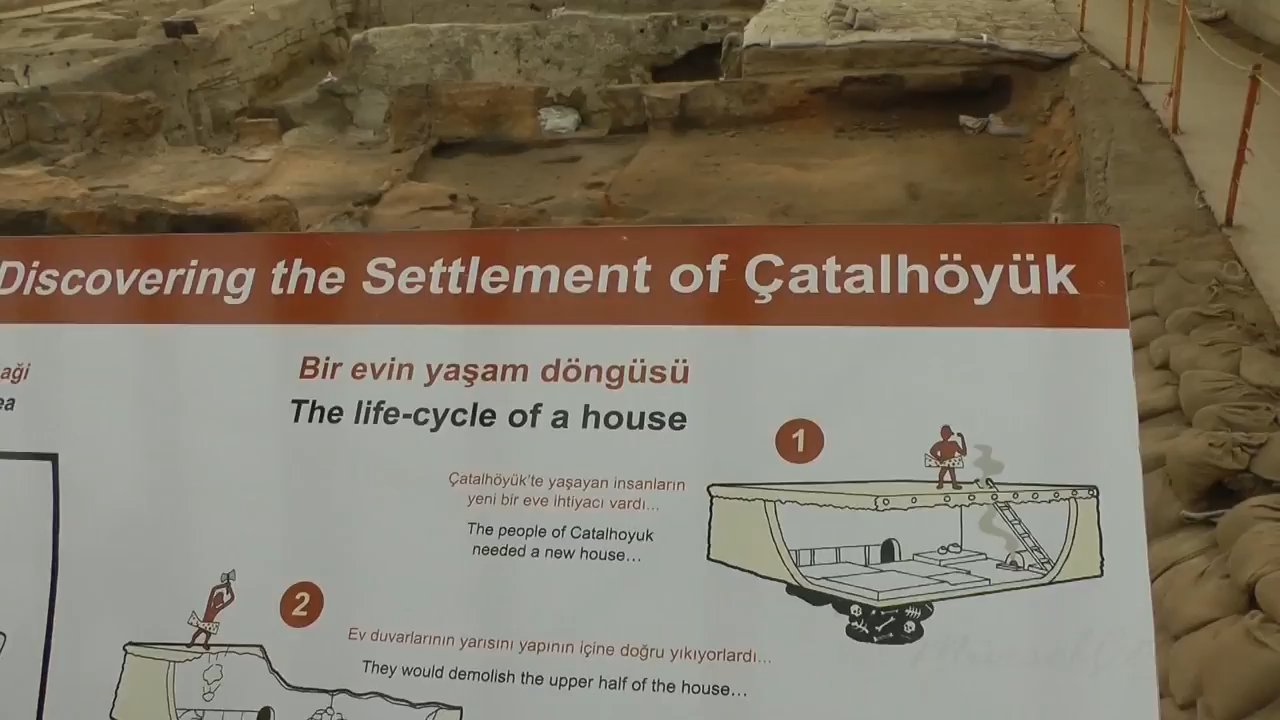 Discovering the Settlement of Çatalhöyük
aği
ea
Bir evin yaşam döngüsü
The life-cycle of a house
1
Çatalhöyük'te yaşayan insanların
yeni bir eve ihtiyacı vardı...
The people of Catalhoyuk
needed a new house...
2
Ev duvarlarının yarısını yapının içine doğru yıkıyorlardı...
They would demolish the upper half of the house...